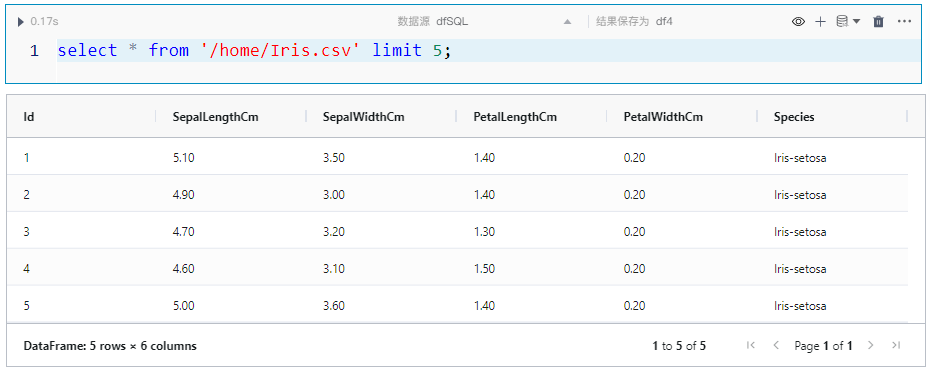 0.17s 数据源 dfSQL 结果保存为 df4
1 select * from '/home/Iris.csv' limit 5;
Id SepalLengthCm SepalWidthCm PetalLengthCm PetalWidthCm Species
1 5.10 3.50 1.40 0.20 Iris-setosa
2 4.90 3.00 1.40 0.20 Iris-setosa
3 4.70 3.20 1.30 0.20 Iris-setosa
4 4.60 3.10 1.50 0.20 Iris-setosa
5 5.00 3.60 1.40 0.20 Iris-setosa
DataFrame: 5 rows × 6 columns 1 to 5 of 5 Page 1 of 1